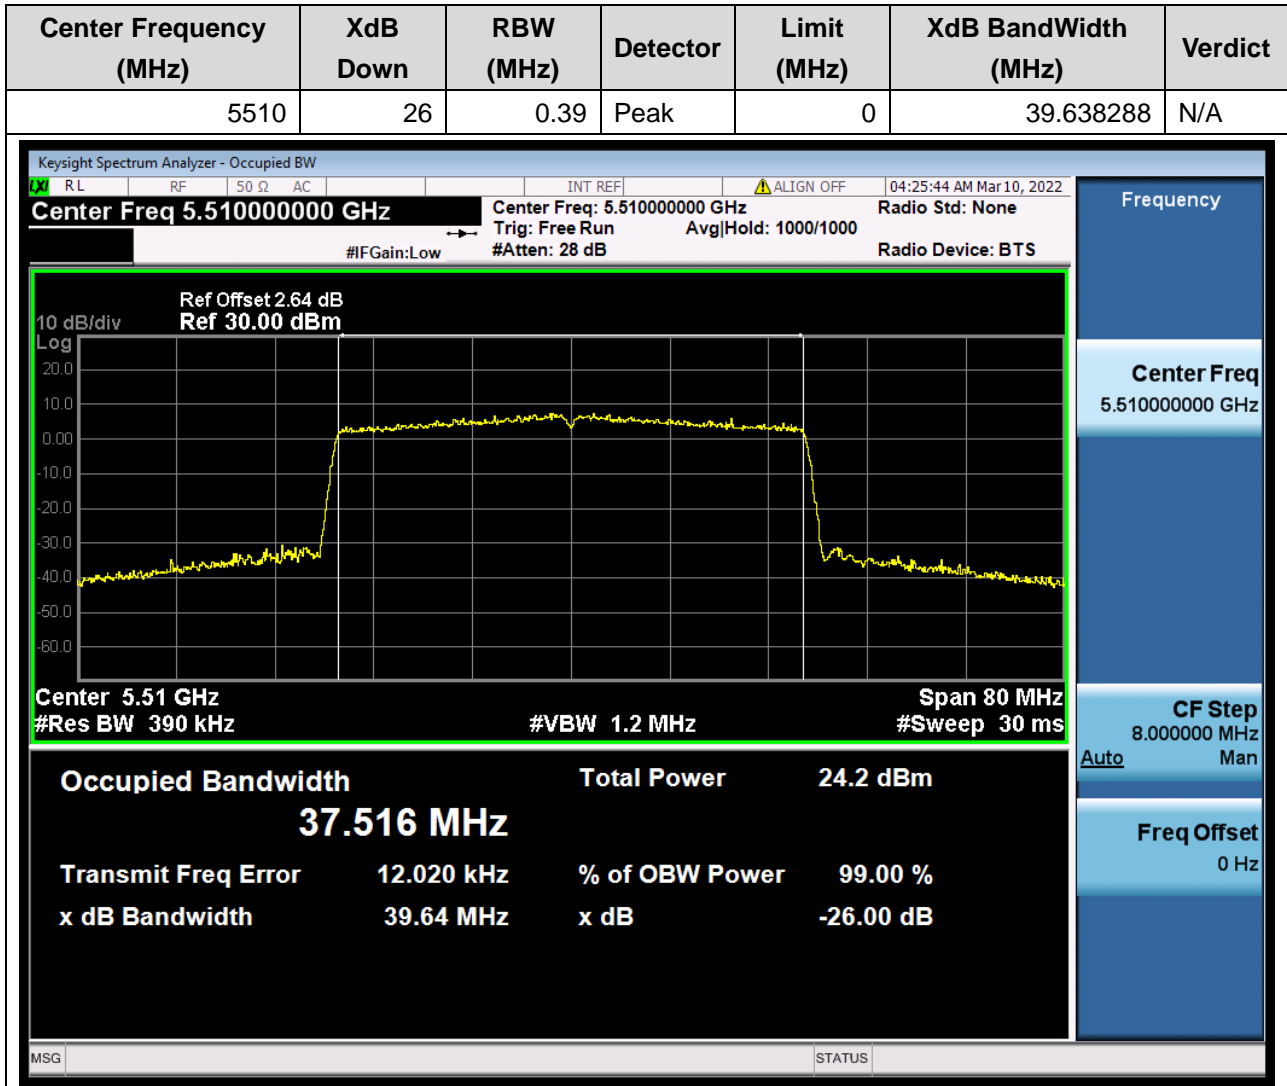 Center Frequency (MHz) XdB Down RBW (MHz) Detector Limit (MHz) XdB BandWidth (MHz) Verdict
5510 26 0.39 Peak 0 39.638288 N/A
Keysight Spectrum Analyzer - Occupied BW
LXI RL RF 50 Ω AC INT REF ALIGN OFF 04:25:44 AM Mar 10, 2022
Center Freq 5.510000000 GHz
Center Freq: 5.510000000 GHz
Radio Std: None
Trig: Free Run Avg|Hold: 1000/1000
#IFGain:Low #Atten: 28 dB Radio Device: BTS
Ref Offset 2.64 dB
10 dB/div Ref 30.00 dBm
Log
20.0
10.0
0.00
-10.0
-20.0
-30.0
-40.0
-50.0
-60.0
Center 5.51 GHz Span 80 MHz
#Res BW 390 kHz #VBW 1.2 MHz #Sweep 30 ms
Occupied Bandwidth Total Power 24.2 dBm
37.516 MHz
Transmit Freq Error 12.020 kHz % of OBW Power 99.00 %
x dB Bandwidth 39.64 MHz x dB -26.00 dB
Frequency
Center Freq
5.510000000 GHz
CF Step
8.000000 MHz
Auto Man
Freq Offset
0 Hz
MSG STATUS